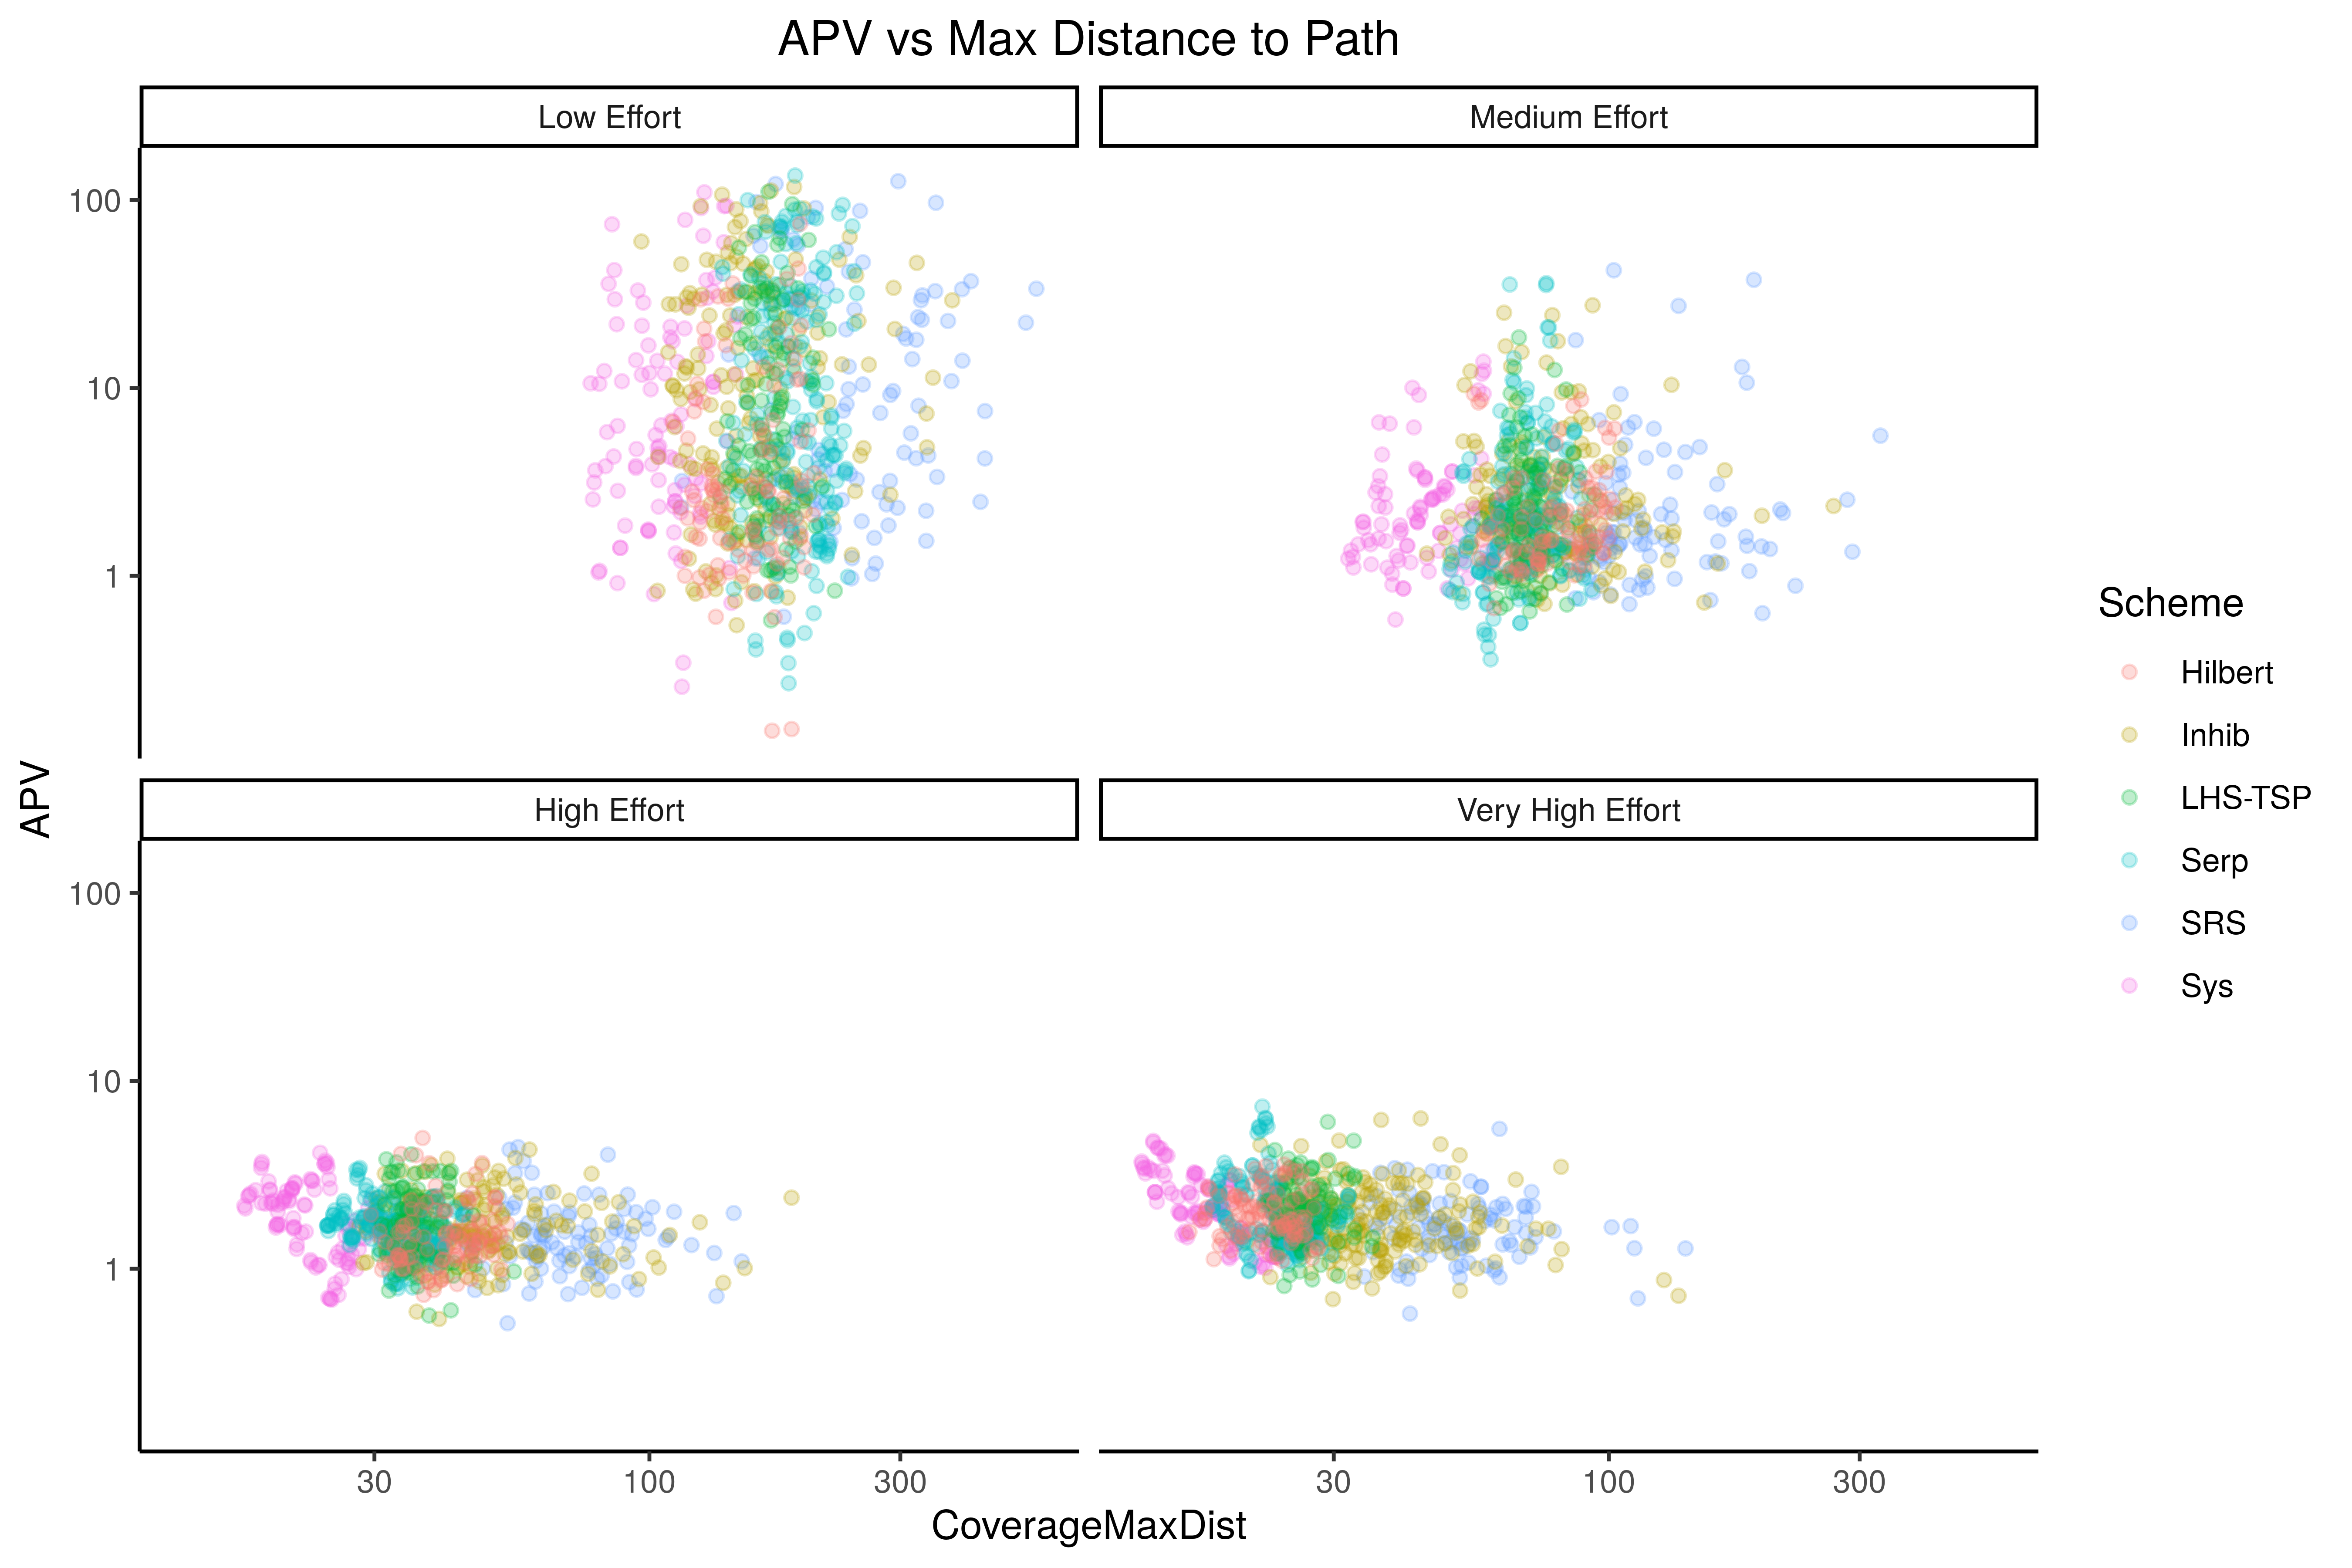 APV vs Max Distance to Path
Low Effort
Medium Effort
100
10
1
High Effort
Very High Effort
100
10
1
30
100
300
30
100
300
CoverageMaxDist
APV
Scheme
Hilbert
Inhib
LHS-TSP
Serp
SRS
Sys